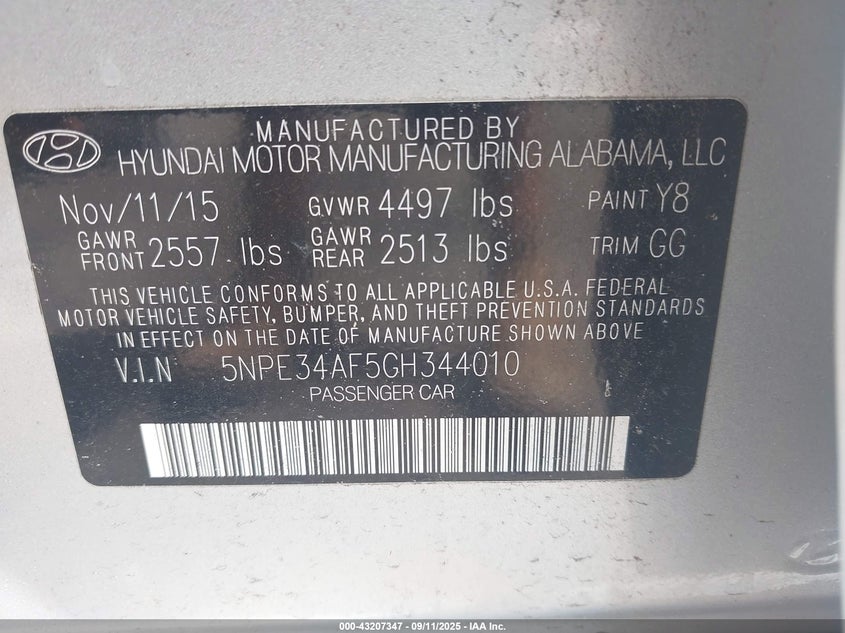 MANUFACTURED BY
HYUNDAI MOTOR MANUFACTURING ALABAMA, LLC
Nov/11/15 GVWR 4497 lbs PAINT Y8
GAWR FRONT 2557 lbs GAWR REAR 2513 lbs TRIM GG
THIS VEHICLE CONFORMS TO ALL APPLICABLE U.S.A. FEDERAL
MOTOR VEHICLE SAFETY, BUMPER, AND THEFT PREVENTION STANDARDS
IN EFFECT ON THE DATE OF MANUFACTURE SHOWN ABOVE
V.I.N 5NPE34AF5GH344010
PASSENGER CAR
000-43207347 - 09/11/2025 - IAA Inc.